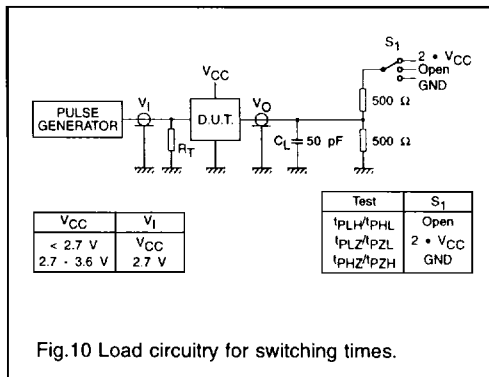 S1
2 • VCC
Open
GND
VCC
VI
VO
500 Ω
PULSE
GENERATOR
D.U.T.
RT
CL
50 pF
500 Ω
VCC VI
< 2.7 V VCC
2.7 - 3.6 V 2.7 V
Test S1
tPLH/tPHL Open
tPLZ/tPZL 2 • VCC
tPHZ/tPZH GND
Fig.10 Load circuitry for switching times.